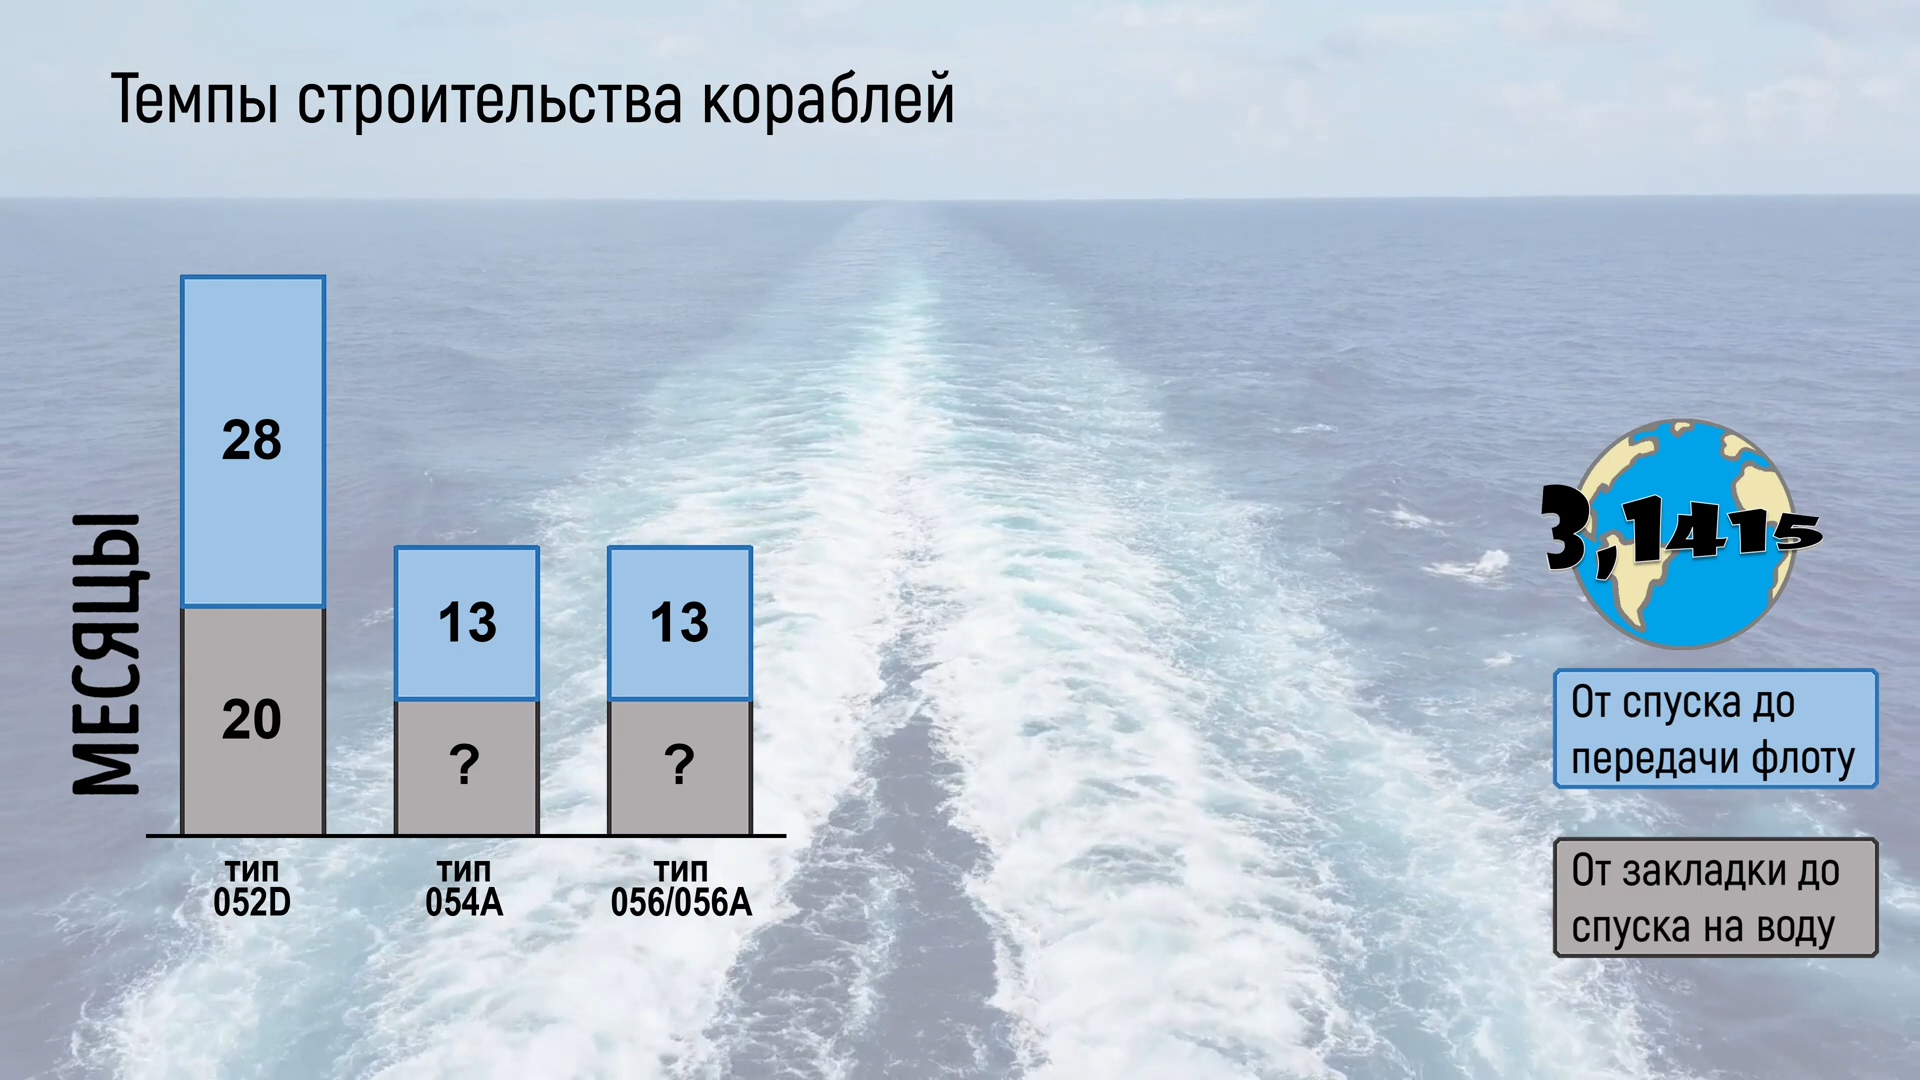 Темпы строительства кораблей
МЕСЯЦЫ
28
20
13
?
13
?
тип
052D
тип
054A
тип
056/056A
3,1415
От спуска до
передачи флоту
От закладки до
спуска на воду